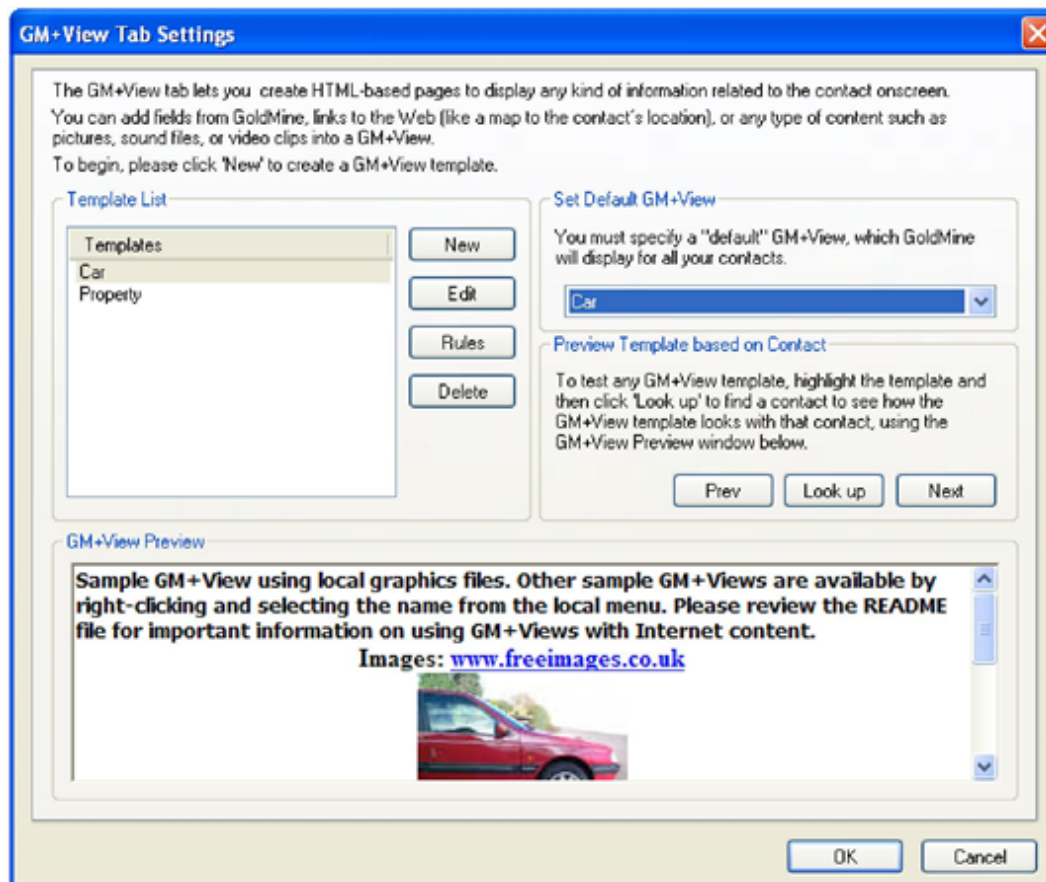 GM+View Tab Settings
The GM+View tab lets you create HTML-based pages to display any kind of information related to the contact onscreen.
You can add fields from GoldMine, links to the Web (like a map to the contact's location), or any type of content such as
pictures, sound files, or video clips into a GM+View.
To begin, please click 'New' to create a GM+View template.
Template List
Templates
Car
Property
New
Edit
Rules
Delete
Set Default GM+View
You must specify a "default" GM+View, which GoldMine
will display for all your contacts.
Car
Preview Template based on Contact
To test any GM+View template, highlight the template and
then click 'Look up' to find a contact to see how the
GM+View template looks with that contact, using the
GM+View Preview window below.
Prev
Look up
Next
GM+View Preview
Sample GM+View using local graphics files. Other sample GM+Views are available by
right-clicking and selecting the name from the local menu. Please review the README
file for important information on using GM+Views with Internet content.
Images: www.freeimages.co.uk
OK
Cancel